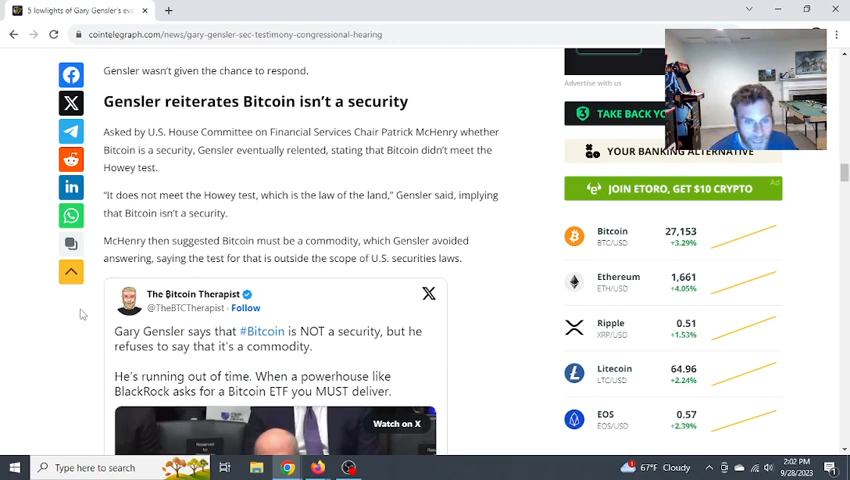 5 lowlights of Gary Gensler's eve
cointelegraph.com/news/gary-gensler-sec-testimony-congressional-hearing
Gensler wasn't given the chance to respond.
Gensler reiterates Bitcoin isn't a security
Asked by U.S. House Committee on Financial Services Chair Patrick McHenry whether
Bitcoin is a security, Gensler eventually relented, stating that Bitcoin didn't meet the
Howey test.
“It does not meet the Howey test, which is the law of the land,” Gensler said, implying
that Bitcoin isn't a security.
McHenry then suggested Bitcoin must be a commodity, which Gensler avoided
answering, saying the test for that is outside the scope of U.S. securities laws.
The ₿itcoin Therapist
@TheBTCTherapist · Follow
Gary Gensler says that #Bitcoin is NOT a security, but he
refuses to say that it's a commodity.
He's running out of time. When a powerhouse like
BlackRock asks for a Bitcoin ETF you MUST deliver.
Watch on X
Advertise with us
TAKE BACK YO
YOUR BANKING ALTERNATIVE
JOIN ETORO, GET $10 CRYPTO
Ad
Bitcoin 27,153
BTC/USD +3.29%
Ethereum 1,661
ETH/USD +4.05%
Ripple 0.51
XRP/USD +1.53%
Litecoin 64.96
LTC/USD +2.24%
EOS 0.57
EOS/USD +2.39%
Type here to search
67°F Cloudy
2:02 PM
9/28/2023